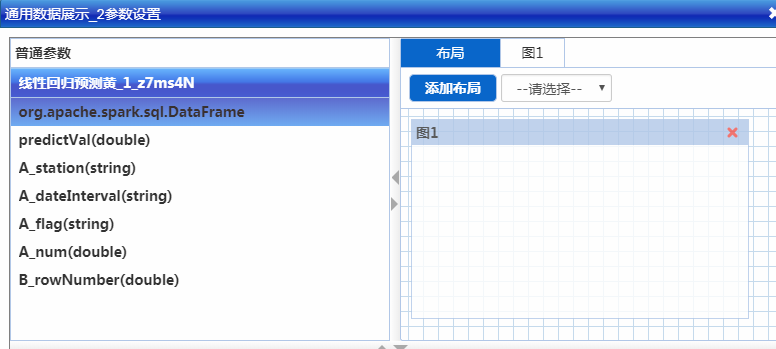 通用数据展示_2参数设置
普通参数
线性回归预测黄_1_z7ms4N
org.apache.spark.sql.DataFrame
predictVal(double)
A_station(string)
A_dateInterval(string)
A_flag(string)
A_num(double)
B_rowNumber(double)
布局 图1
添加布局 --请选择--
图1